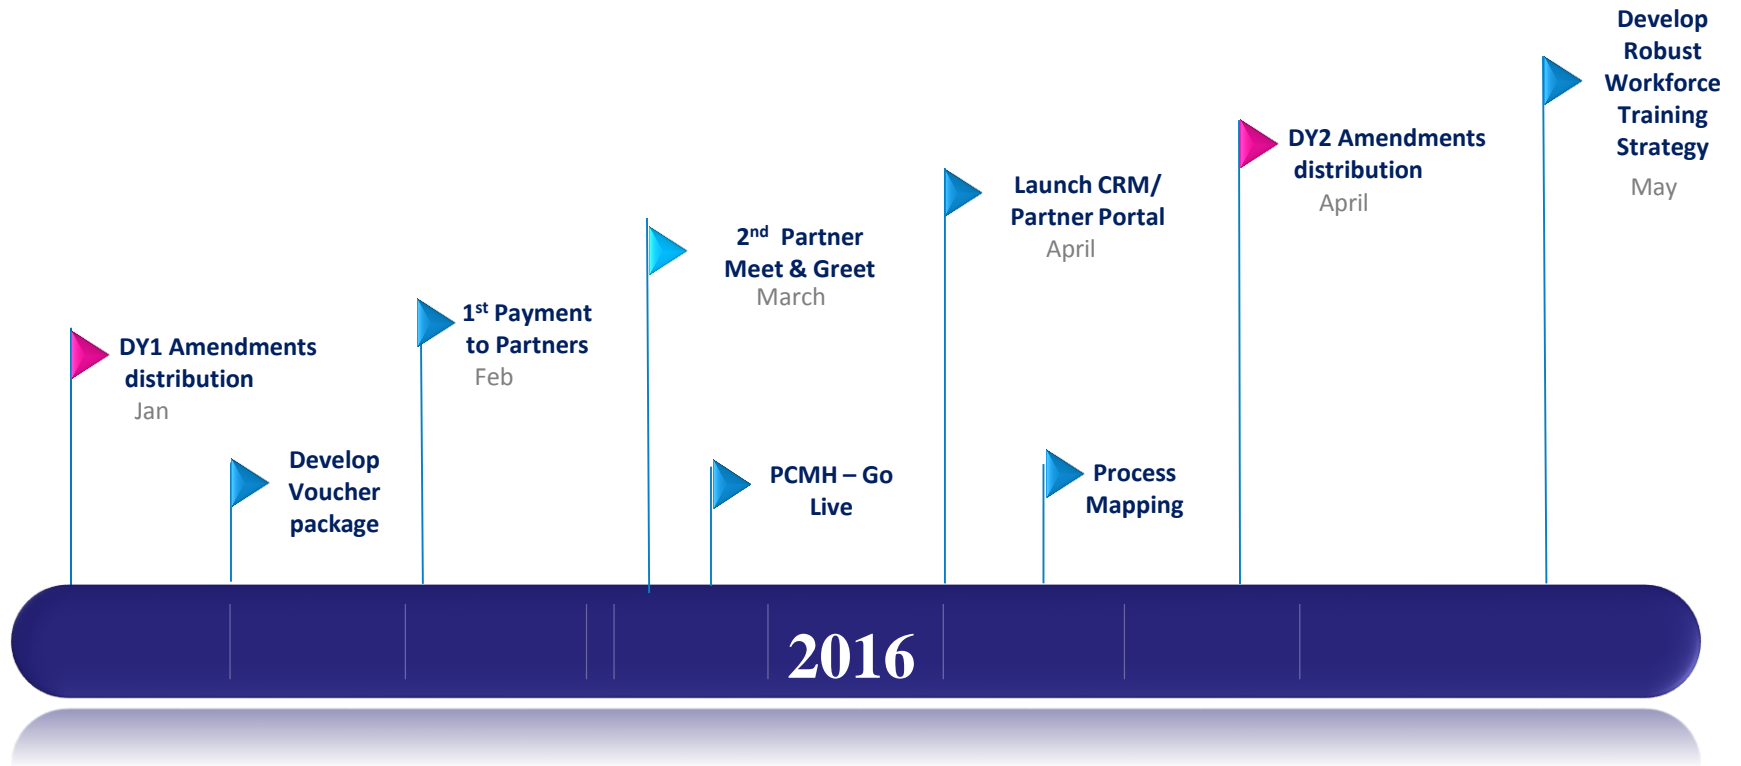 DY1 Amendments
distribution
Jan
Develop
Voucher
package
1st Payment
to Partners
Feb
2nd Partner
Meet & Greet
March
PCMH – Go
Live
Launch CRM/
Partner Portal
April
Process
Mapping
DY2 Amendments
distribution
April
Develop
Robust
Workforce
Training
Strategy
May
2016